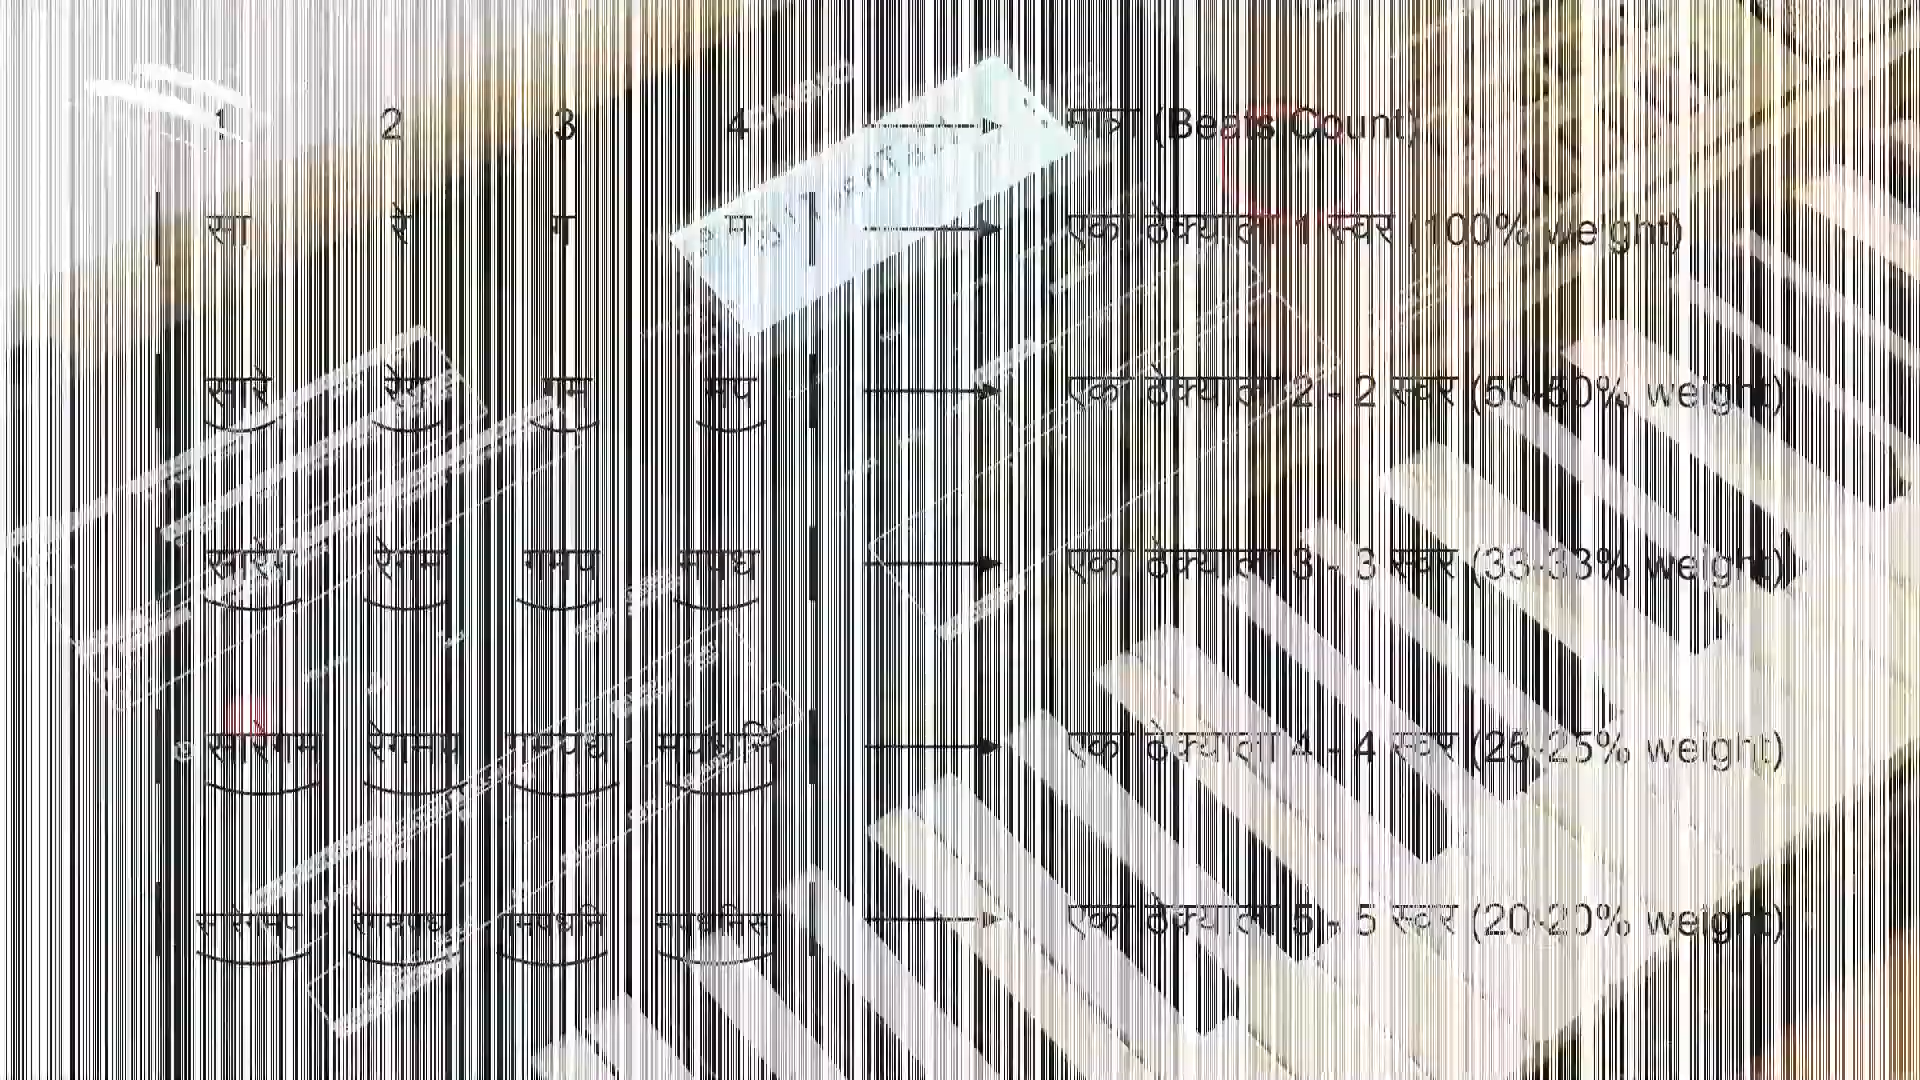 1 2 3 4 मात्रा (Beats Count)
सा रे ग म एक ठेक्याला 1 स्वर (100% weight)
सारे रेग गम मप एक ठेक्याला 2 - 2 स्वर (50-50% weight)
सारेग रेगम गमप मपध एक ठेक्याला 3 - 3 स्वर (33-33% weight)
सारेगम रेगमप गमपध मपधनि एक ठेक्याला 4 - 4 स्वर (25-25% weight)
सारेगमप रेगमपध गमपधनि मपधनिसा एक ठेक्याला 5 - 5 स्वर (20-20% weight)